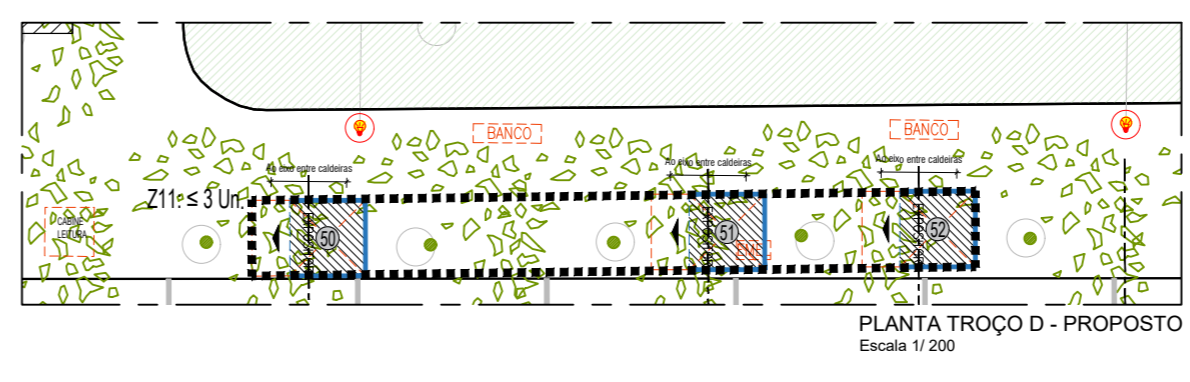 BANCO
BANCO
Ao eixo entre caldeiras
Ao eixo entre caldeiras
Ao eixo entre caldeiras
Z11: ≤ 3 Un.
CABINE
LEITURA
50
51
52
EMEL
PLANTA TROÇO D - PROPOSTO
Escala 1/ 200